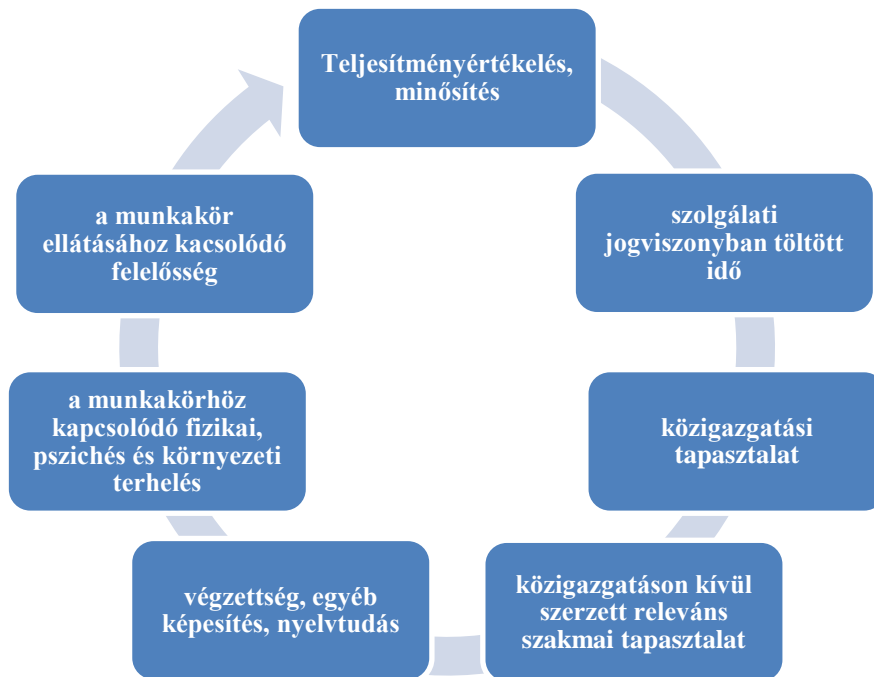 Teljesítményértékelés,
minősítés
szolgálati
jogviszonyban töltött
idő
közigazgatási
tapasztalat
közigazgatáson kívül
szerzett releváns
szakmai tapasztalat
végzettség, egyéb
képesítés, nyelvtudás
a munkakörhöz
kapcsolódó fizikai,
pszichés és környezeti
terhelés
a munkakör
ellátásához kacsolódó
felelősség